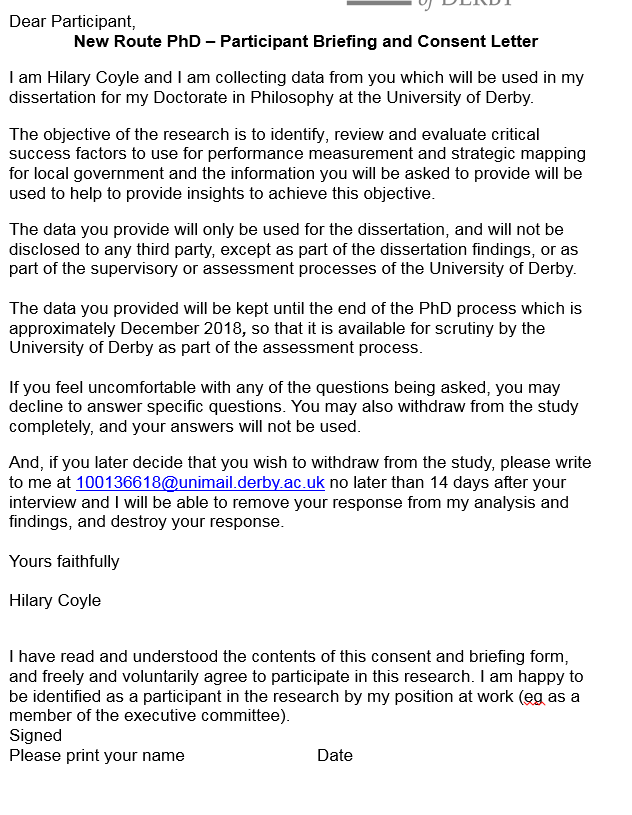 of DERBY
Dear Participant,
New Route PhD – Participant Briefing and Consent Letter
I am Hilary Coyle and I am collecting data from you which will be used in my
dissertation for my Doctorate in Philosophy at the University of Derby.
The objective of the research is to identify, review and evaluate critical
success factors to use for performance measurement and strategic mapping
for local government and the information you will be asked to provide will be
used to help to provide insights to achieve this objective.
The data you provide will only be used for the dissertation, and will not be
disclosed to any third party, except as part of the dissertation findings, or as
part of the supervisory or assessment processes of the University of Derby.
The data you provided will be kept until the end of the PhD process which is
approximately December 2018, so that it is available for scrutiny by the
University of Derby as part of the assessment process.
If you feel uncomfortable with any of the questions being asked, you may
decline to answer specific questions. You may also withdraw from the study
completely, and your answers will not be used.
And, if you later decide that you wish to withdraw from the study, please write
to me at 100136618@unimail.derby.ac.uk no later than 14 days after your
interview and I will be able to remove your response from my analysis and
findings, and destroy your response.
Yours faithfully
Hilary Coyle
I have read and understood the contents of this consent and briefing form,
and freely and voluntarily agree to participate in this research. I am happy to
be identified as a participant in the research by my position at work (eg as a
member of the executive committee).
Signed
Please print your name Date